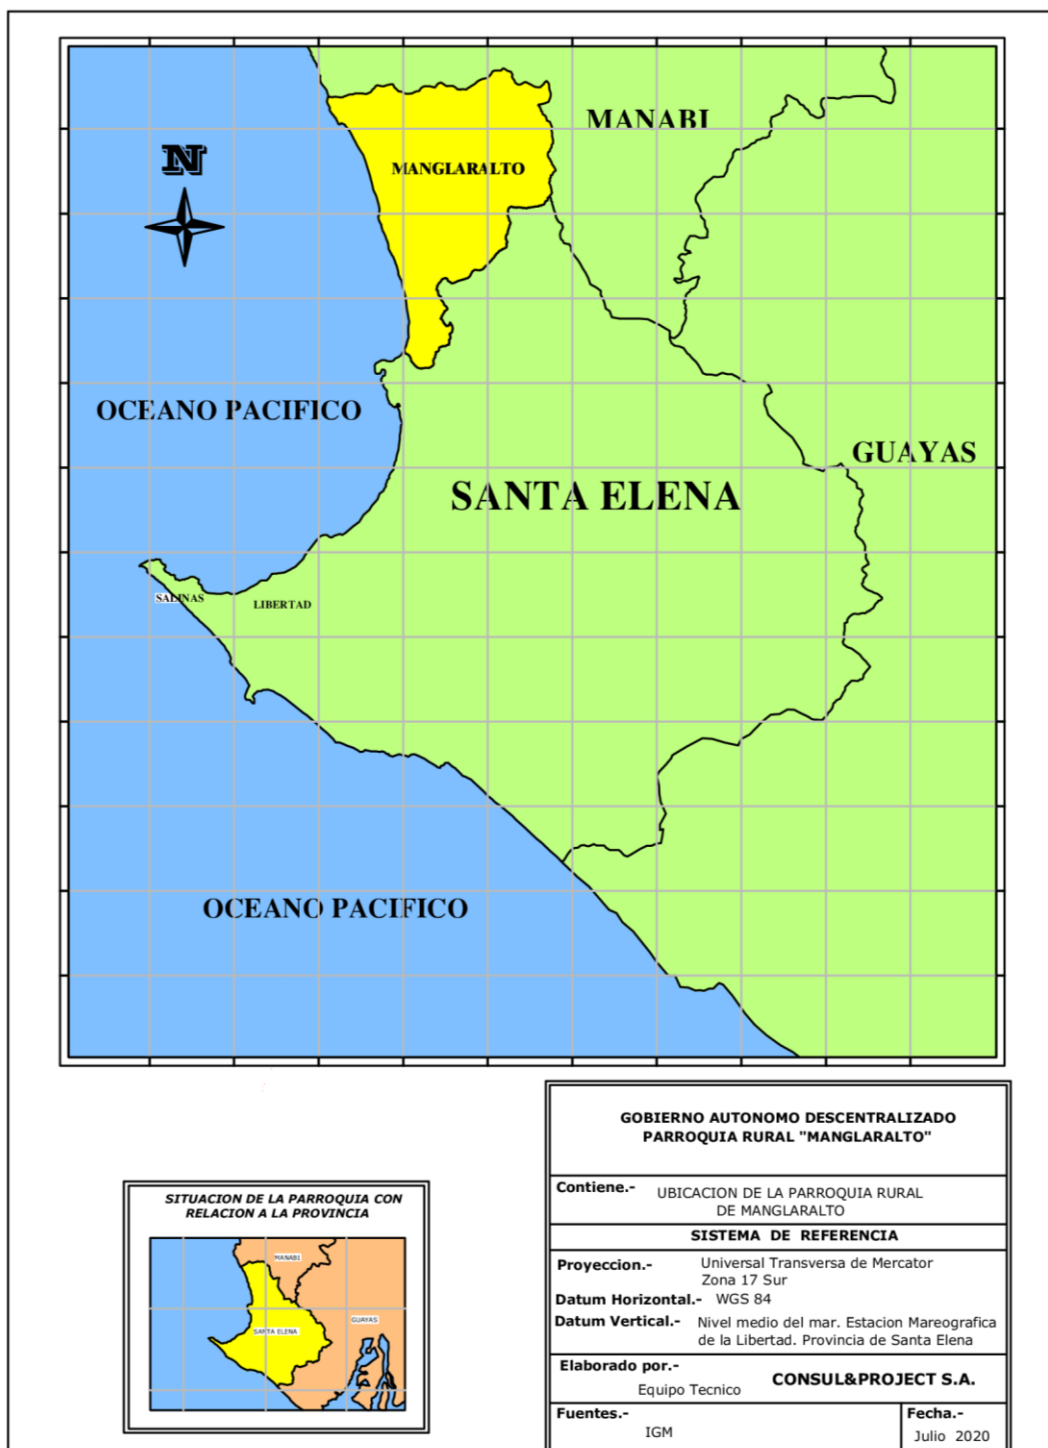 MANABI
N
MANGLARALTO
OCEANO PACIFICO
GUAYAS
SANTA ELENA
SALINAS
LIBERTAD
OCEANO PACIFICO
SITUACION DE LA PARROQUIA CON
RELACION A LA PROVINCIA
MANABI
GUAYAS
SANTA ELENA
GOBIERNO AUTONOMO DESCENTRALIZADO
PARROQUIA RURAL "MANGLARALTO"
Contiene.- UBICACION DE LA PARROQUIA RURAL
DE MANGLARALTO
SISTEMA DE REFERENCIA
Proyeccion.- Universal Transversa de Mercator
Zona 17 Sur
Datum Horizontal.- WGS 84
Datum Vertical.- Nivel medio del mar. Estacion Mareografica
de la Libertad. Provincia de Santa Elena
Elaborado por.-
Equipo Tecnico CONSUL&PROJECT S.A.
Fuentes.-
IGM
Fecha.-
Julio 2020